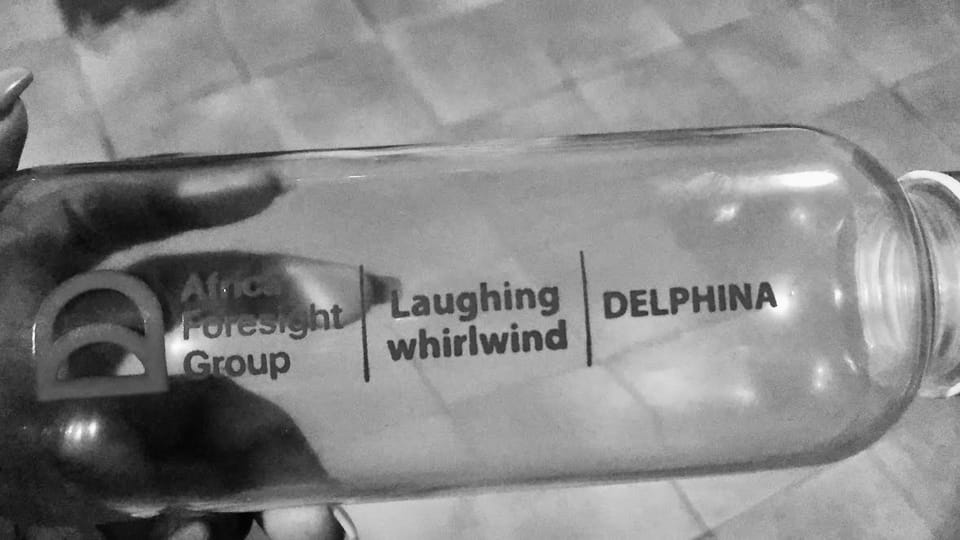 Africa
Foresight
Group
Laughing
whirlwind
DELPHINA